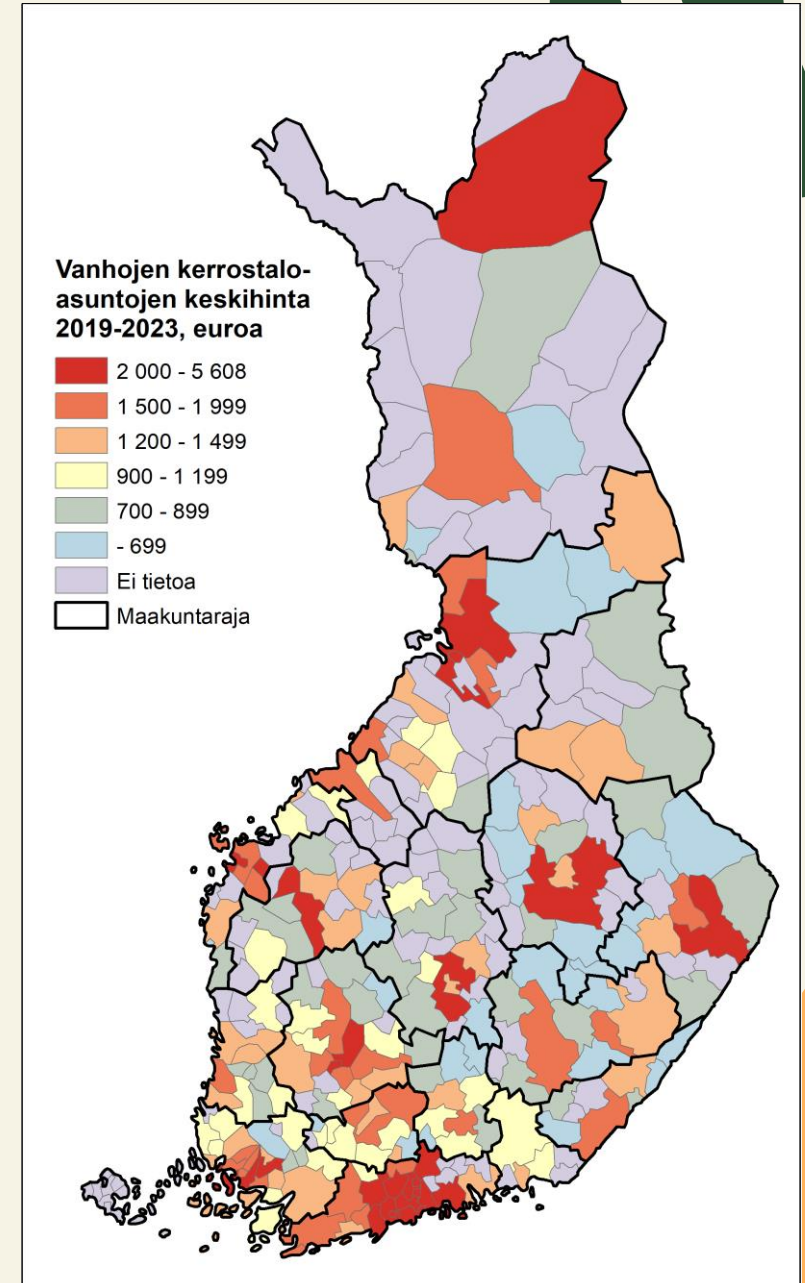 Vanhojen kerrostalo-
asuntojen keskihinta
2019-2023, euroa
2 000 - 5 608
1 500 - 1 999
1 200 - 1 499
900 - 1 199
700 - 899
- 699
Ei tietoa
Maakuntaraja